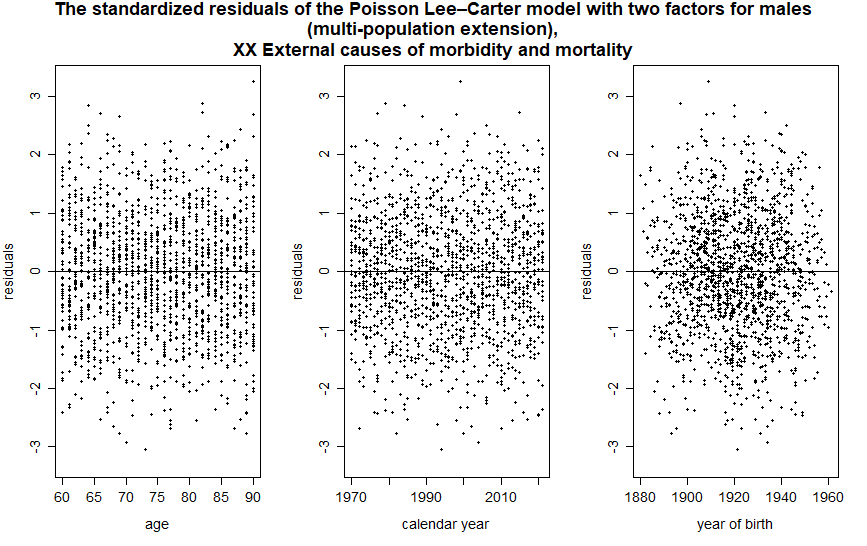 The standardized residuals of the Poisson Lee–Carter model with two factors for males
(multi-population extension),
XX External causes of morbidity and mortality
residuals
3
2
1
0
-1
-2
-3
60 65 70 75 80 85 90
age
residuals
3
2
1
0
-1
-2
-3
1970 1990 2010
calendar year
residuals
3
2
1
0
-1
-2
-3
1880 1900 1920 1940 1960
year of birth